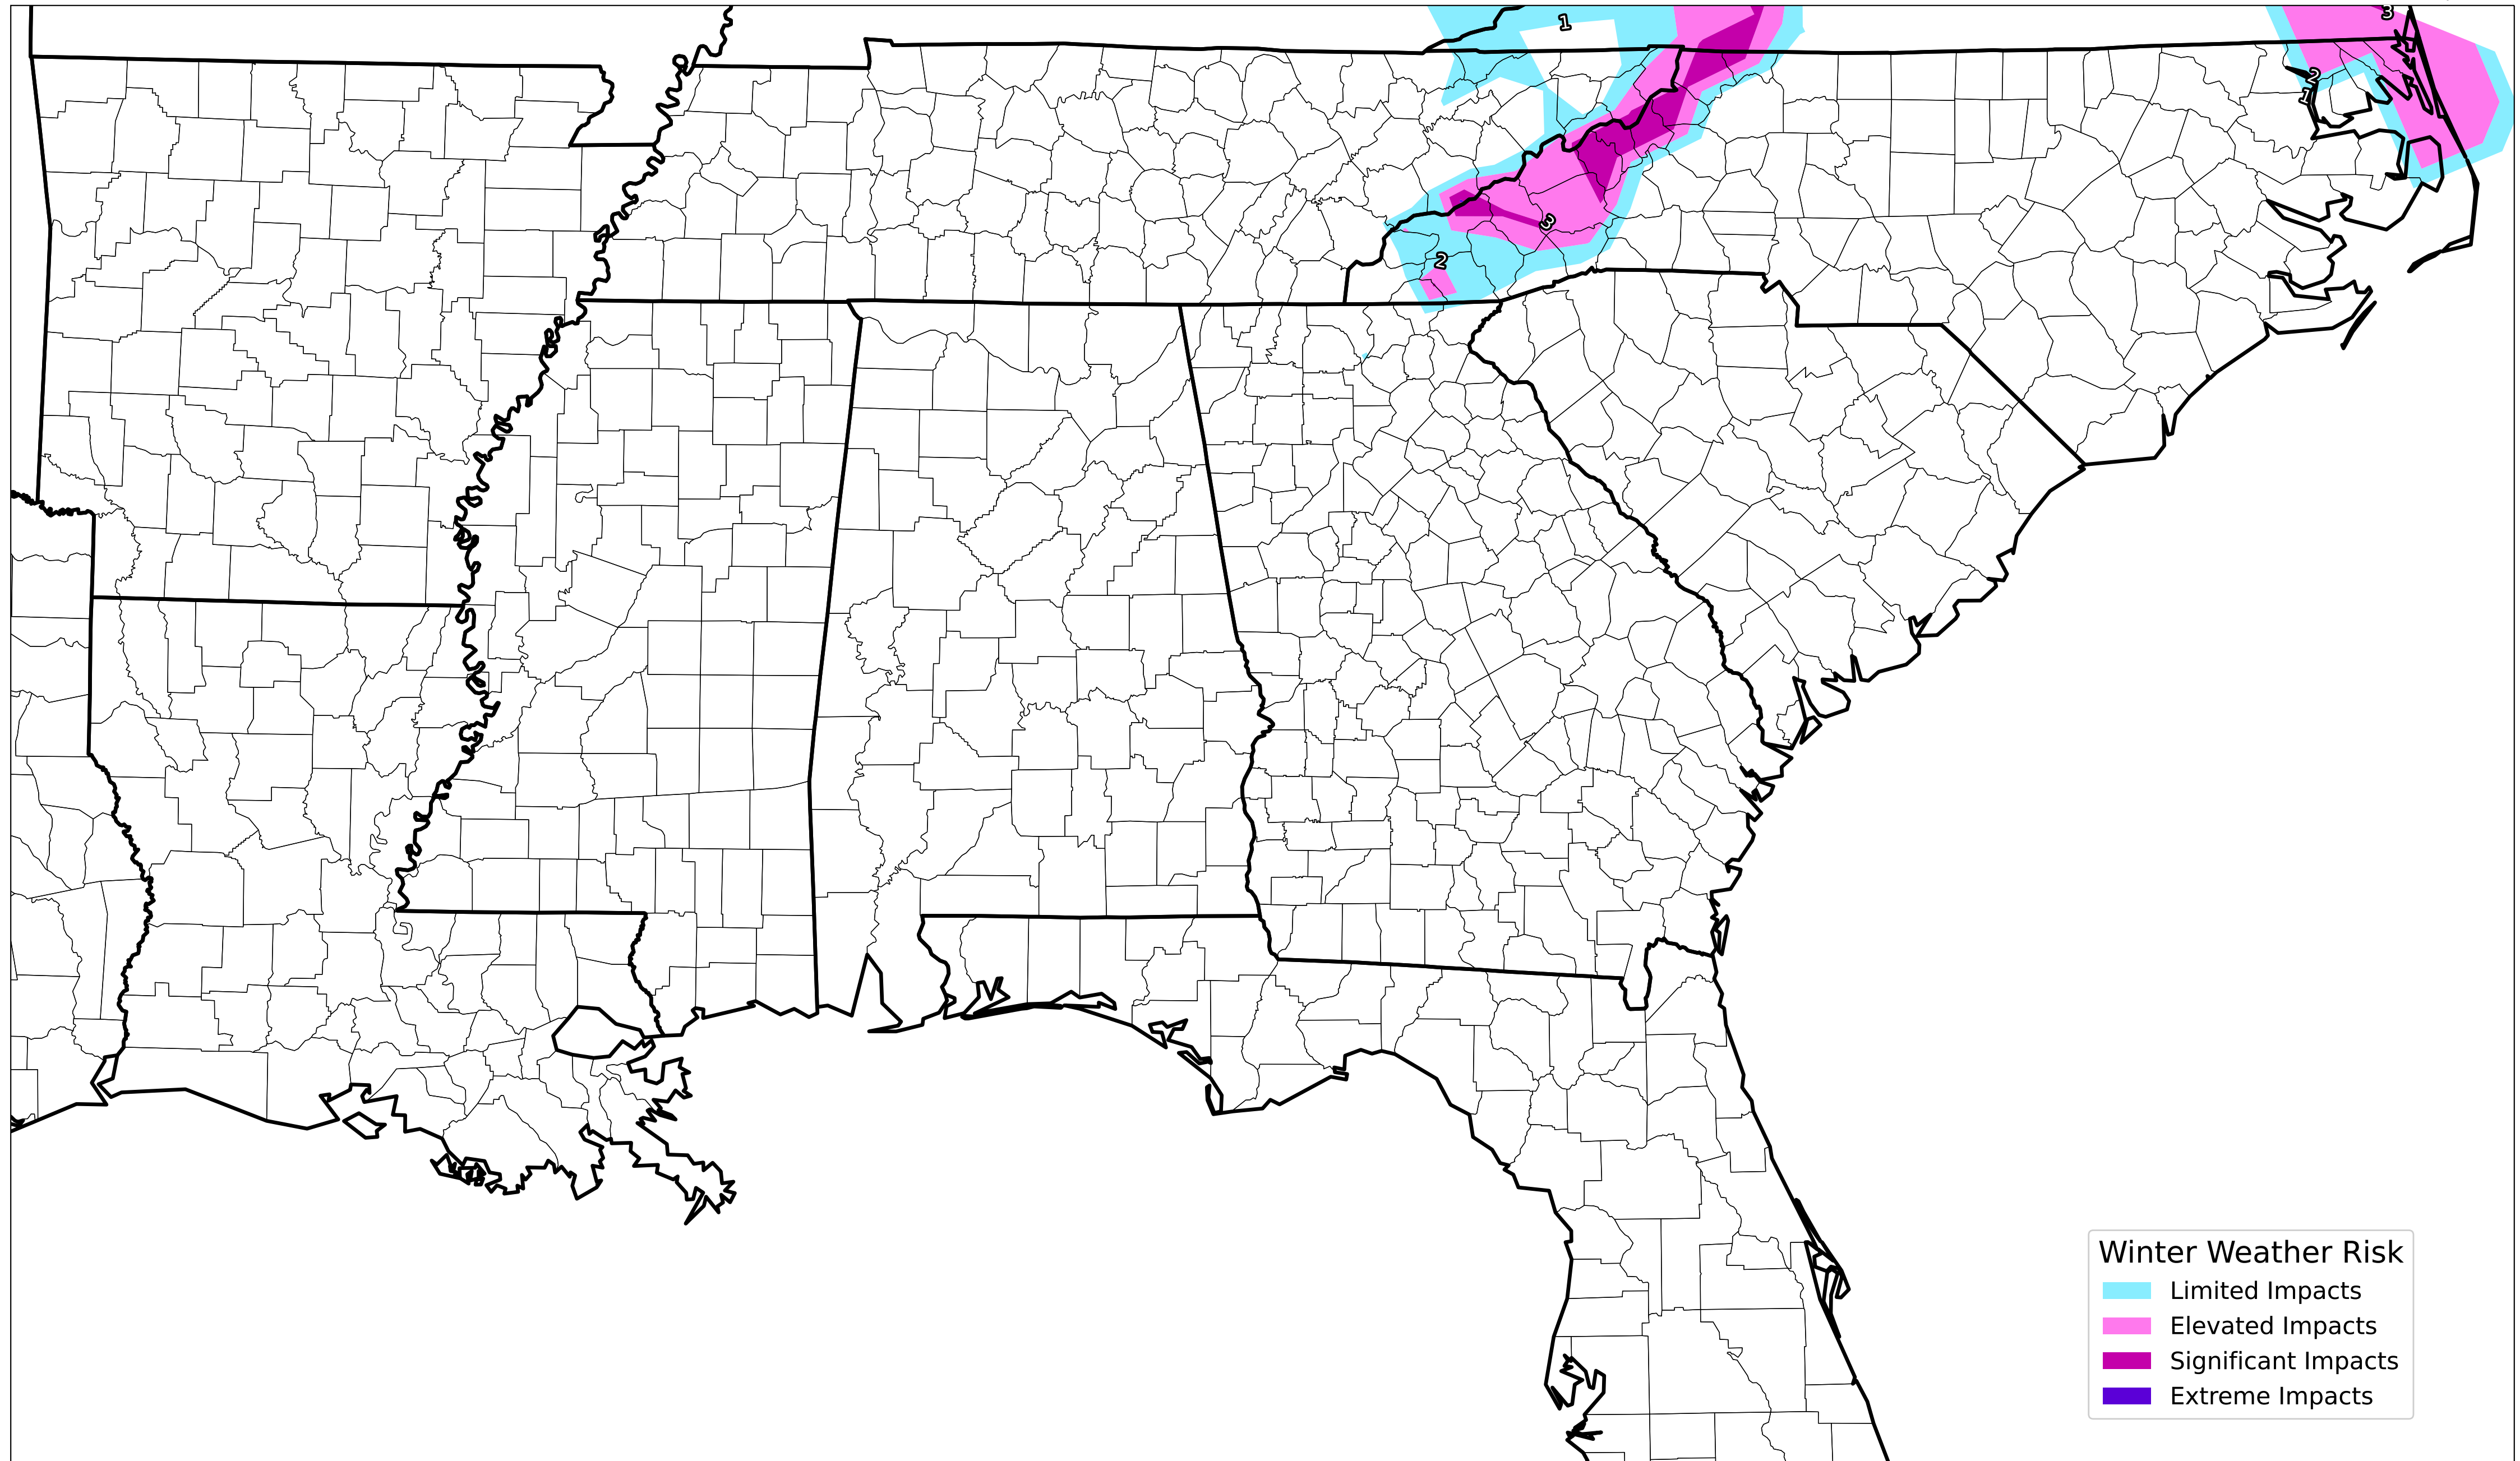 1
3
2
1
3
2
Winter Weather Risk
Limited Impacts
Elevated Impacts
Significant Impacts
Extreme Impacts